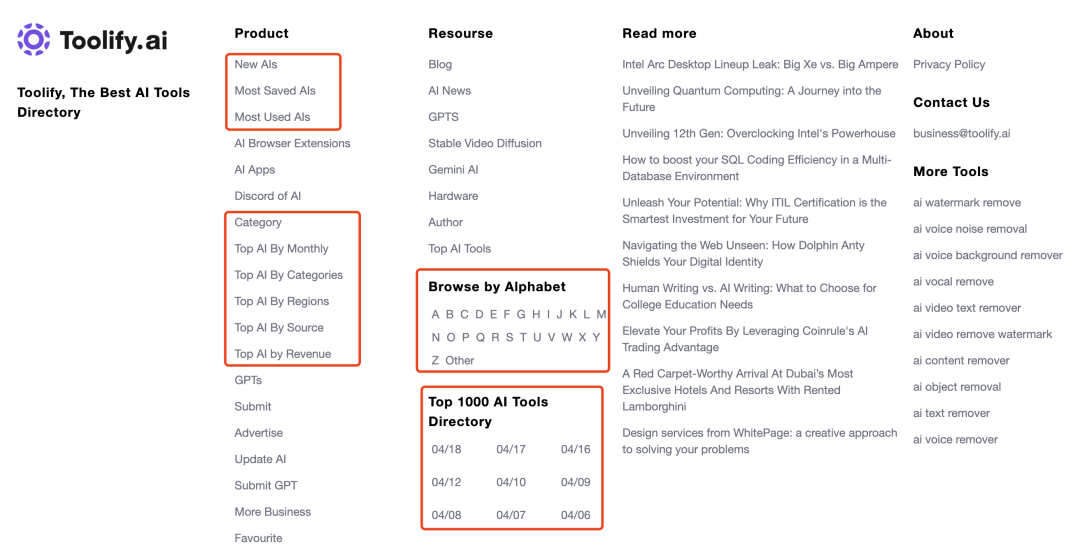 Toolify.ai
Toolify, The Best AI Tools
Directory
Product
New AIs
Most Saved AIs
Most Used AIs
AI Browser Extensions
AI Apps
Discord of AI
Category
Top AI By Monthly
Top AI By Categories
Top AI By Regions
Top AI By Source
Top AI by Revenue
GPTs
Submit
Advertise
Update AI
Submit GPT
More Business
Favourite
Resourse
Blog
AI News
GPTS
Stable Video Diffusion
Gemini AI
Hardware
Author
Top AI Tools
Browse by Alphabet
A B C D E F G H I J K L M
N O P Q R S T U V W X Y
Z Other
Top 1000 AI Tools
Directory
04/18 04/17 04/16
04/12 04/10 04/09
04/08 04/07 04/06
Read more
Intel Arc Desktop Lineup Leak: Big Xe vs. Big Ampere
Unveiling Quantum Computing: A Journey into the
Future
Unveiling 12th Gen: Overclocking Intel's Powerhouse
How to boost your SQL Coding Efficiency in a Multi-
Database Environment
Unleash Your Potential: Why ITIL Certification is the
Smartest Investment for Your Future
Navigating the Web Unseen: How Dolphin Anty
Shields Your Digital Identity
Human Writing vs. AI Writing: What to Choose for
College Education Needs
Elevate Your Profits By Leveraging Coinrule's AI
Trading Advantage
A Red Carpet-Worthy Arrival At Dubai’s Most
Exclusive Hotels And Resorts With Rented
Lamborghini
Design services from WhitePage: a creative approach
to solving your problems
About
Privacy Policy
Contact Us
business@toolify.ai
More Tools
ai watermark remove
ai voice noise removal
ai voice background remover
ai vocal remove
ai video text remover
ai video remove watermark
ai content remover
ai object removal
ai text remover
ai voice remover